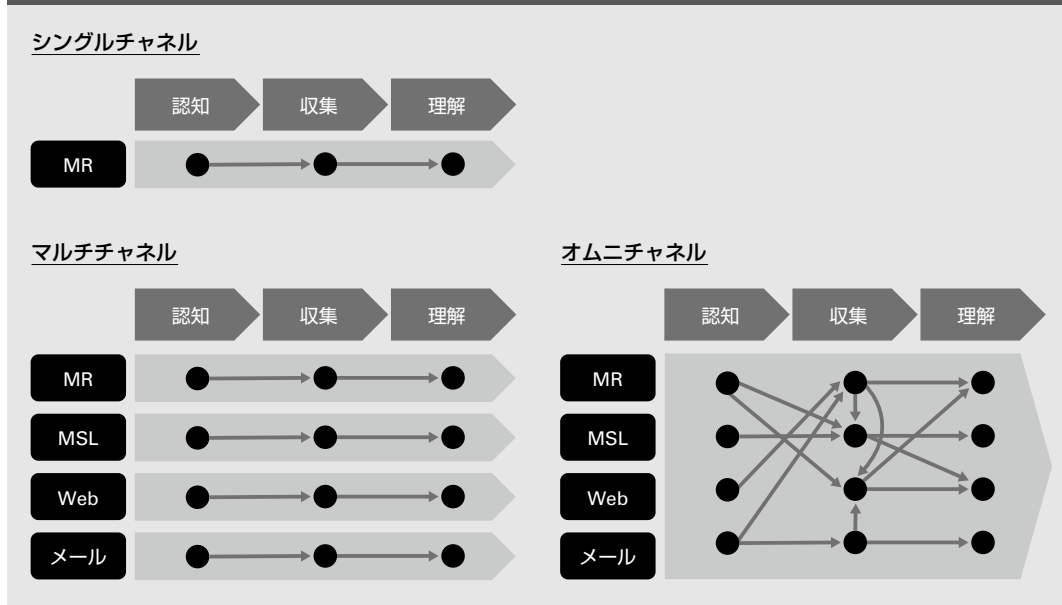 シングルチャネル
認知 収集 理解
MR
マルチチャネル
認知 収集 理解
MR
MSL
Web
メール
オムニチャネル
認知 収集 理解
MR
MSL
Web
メール